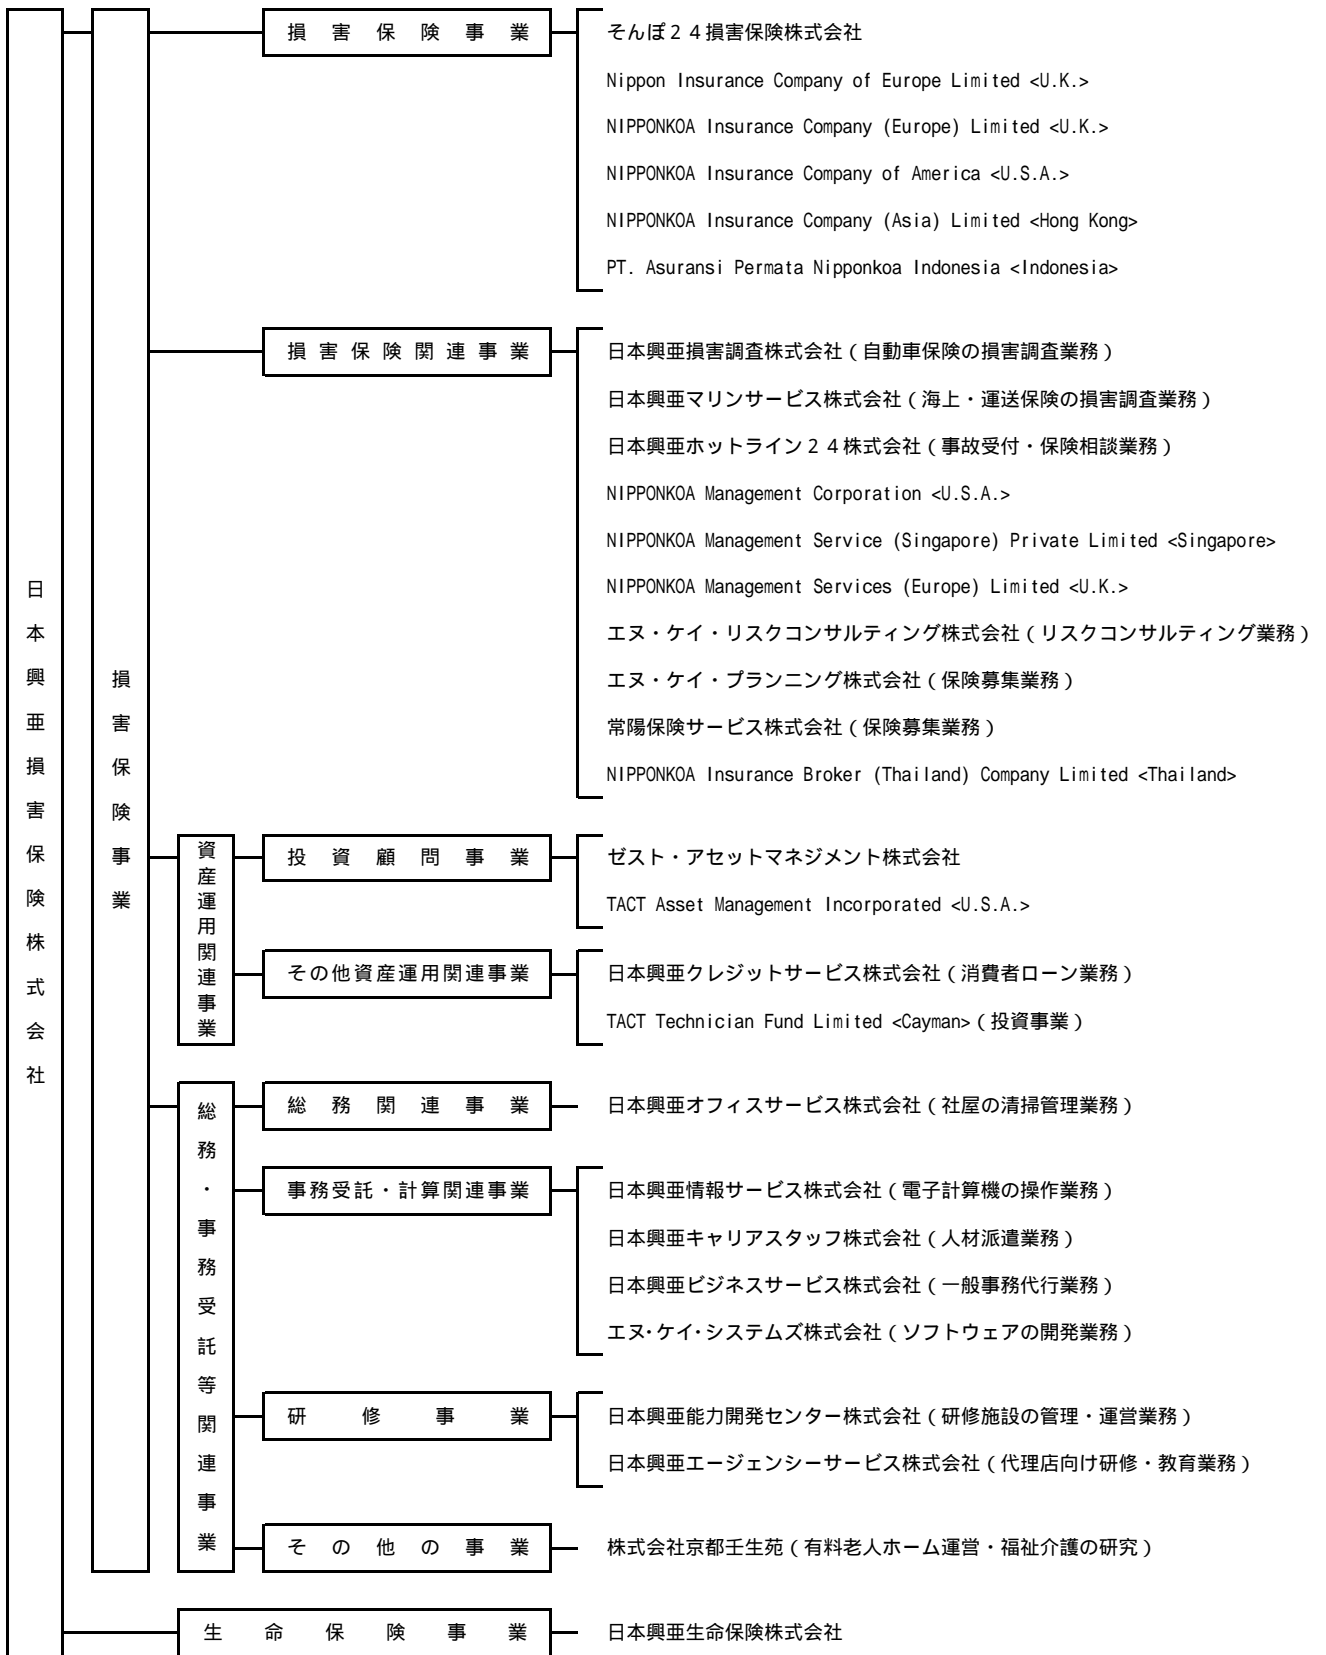 日本興亜損害保険株式会社
損害保険事業
損害保険事業
そんぽ24損害保険株式会社
Nippon Insurance Company of Europe Limited <U.K.>
NIPPONKOA Insurance Company (Europe) Limited <U.K.>
NIPPONKOA Insurance Company of America <U.S.A.>
NIPPONKOA Insurance Company (Asia) Limited <Hong Kong>
PT. Asuransi Permata Nipponkoa Indonesia <Indonesia>
損害保険関連事業
日本興亜損害調査株式会社(自動車保険の損害調査業務)
日本興亜マリンサービス株式会社(海上・運送保険の損害調査業務)
日本興亜ホットライン24株式会社(事故受付・保険相談業務)
NIPPONKOA Management Corporation <U.S.A.>
NIPPONKOA Management Service (Singapore) Private Limited <Singapore>
NIPPONKOA Management Services (Europe) Limited <U.K.>
エヌ・ケイ・リスクコンサルティング株式会社(リスクコンサルティング業務)
エヌ・ケイ・プランニング株式会社(保険募集業務)
常陽保険サービス株式会社(保険募集業務)
NIPPONKOA Insurance Broker (Thailand) Company Limited <Thailand>
資産運用関連事業
投資顧問事業
ゼスト・アセットマネジメント株式会社
TACT Asset Management Incorporated <U.S.A.>
その他資産運用関連事業
日本興亜クレジットサービス株式会社(消費者ローン業務)
TACT Technician Fund Limited <Cayman>(投資事業)
総務・事務受託等関連事業
総務関連事業
日本興亜オフィスサービス株式会社(社屋の清掃管理業務)
事務受託・計算関連事業
日本興亜情報サービス株式会社(電子計算機の操作業務)
日本興亜キャリアスタッフ株式会社(人材派遣業務)
日本興亜ビジネスサービス株式会社(一般事務代行業務)
エヌ・ケイ・システムズ株式会社(ソフトウェアの開発業務)
研修事業
日本興亜能力開発センター株式会社(研修施設の管理・運営業務)
日本興亜エージェンシーサービス株式会社(代理店向け研修・教育業務)
その他の事業
株式会社京都壬生苑(有料老人ホーム運営・福祉介護の研究)
生命保険事業
日本興亜生命保険株式会社